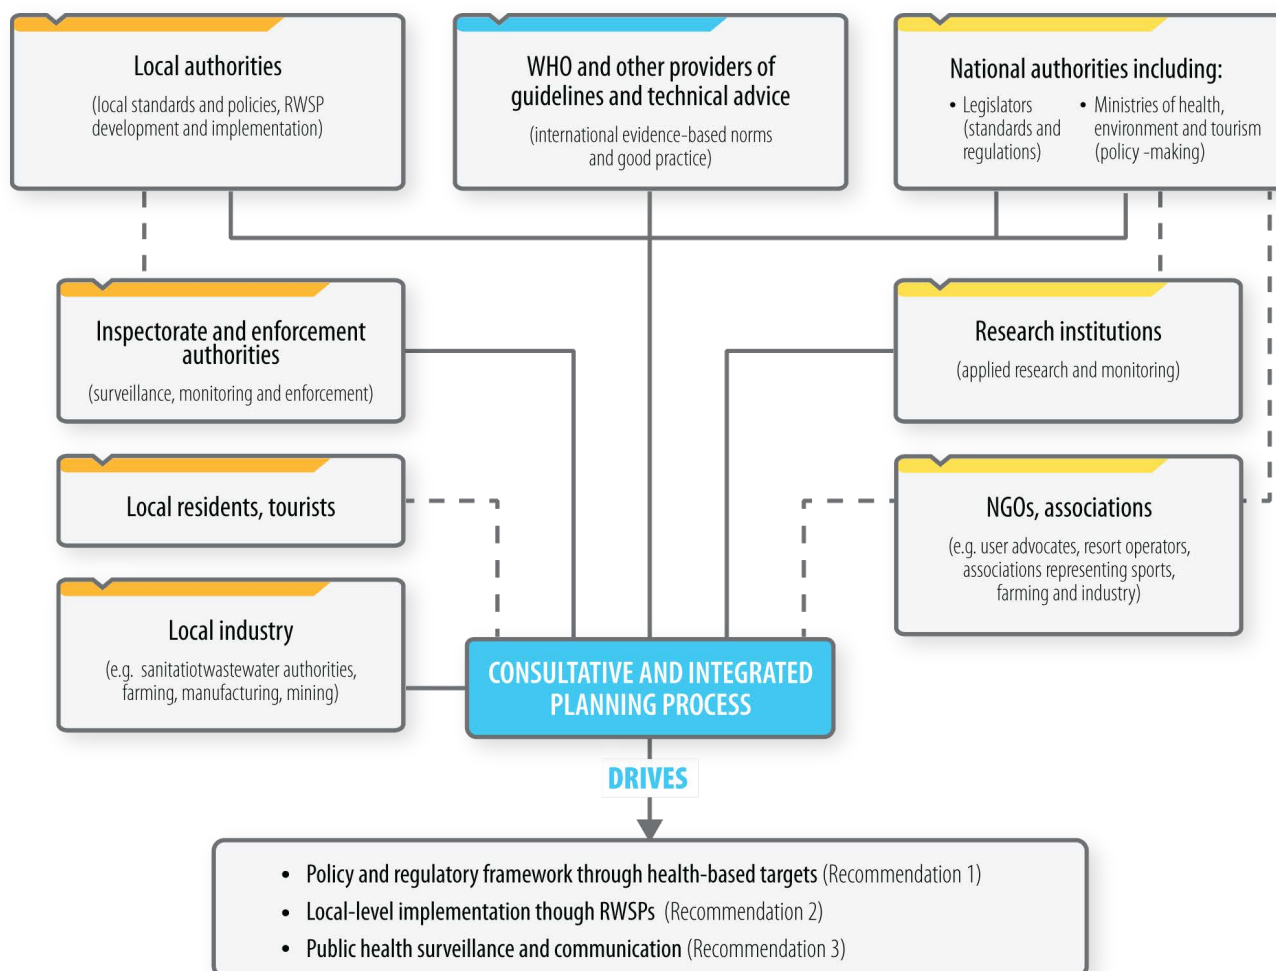 Local authorities
(local standards and policies, RWSP
development and implementation)
WHO and other providers of
guidelines and technical advice
(international evidence-based norms
and good practice)
National authorities including:
• Legislators
(standards and
regulations)
• Ministries of health,
environment and tourism
(policy -making)
Inspectorate and enforcement
authorities
(surveillance, monitoring and enforcement)
Research institutions
(applied research and monitoring)
Local residents, tourists
NGOs, associations
(e.g. user advocates, resort operators,
associations representing sports,
farming and industry)
Local industry
(e.g. sanitatiotwastewater authorities,
farming, manufacturing, mining)
CONSULTATIVE AND INTEGRATED
PLANNING PROCESS
DRIVES
• Policy and regulatory framework through health-based targets (Recommendation 1)
• Local-level implementation though RWSPs (Recommendation 2)
• Public health surveillance and communication (Recommendation 3)